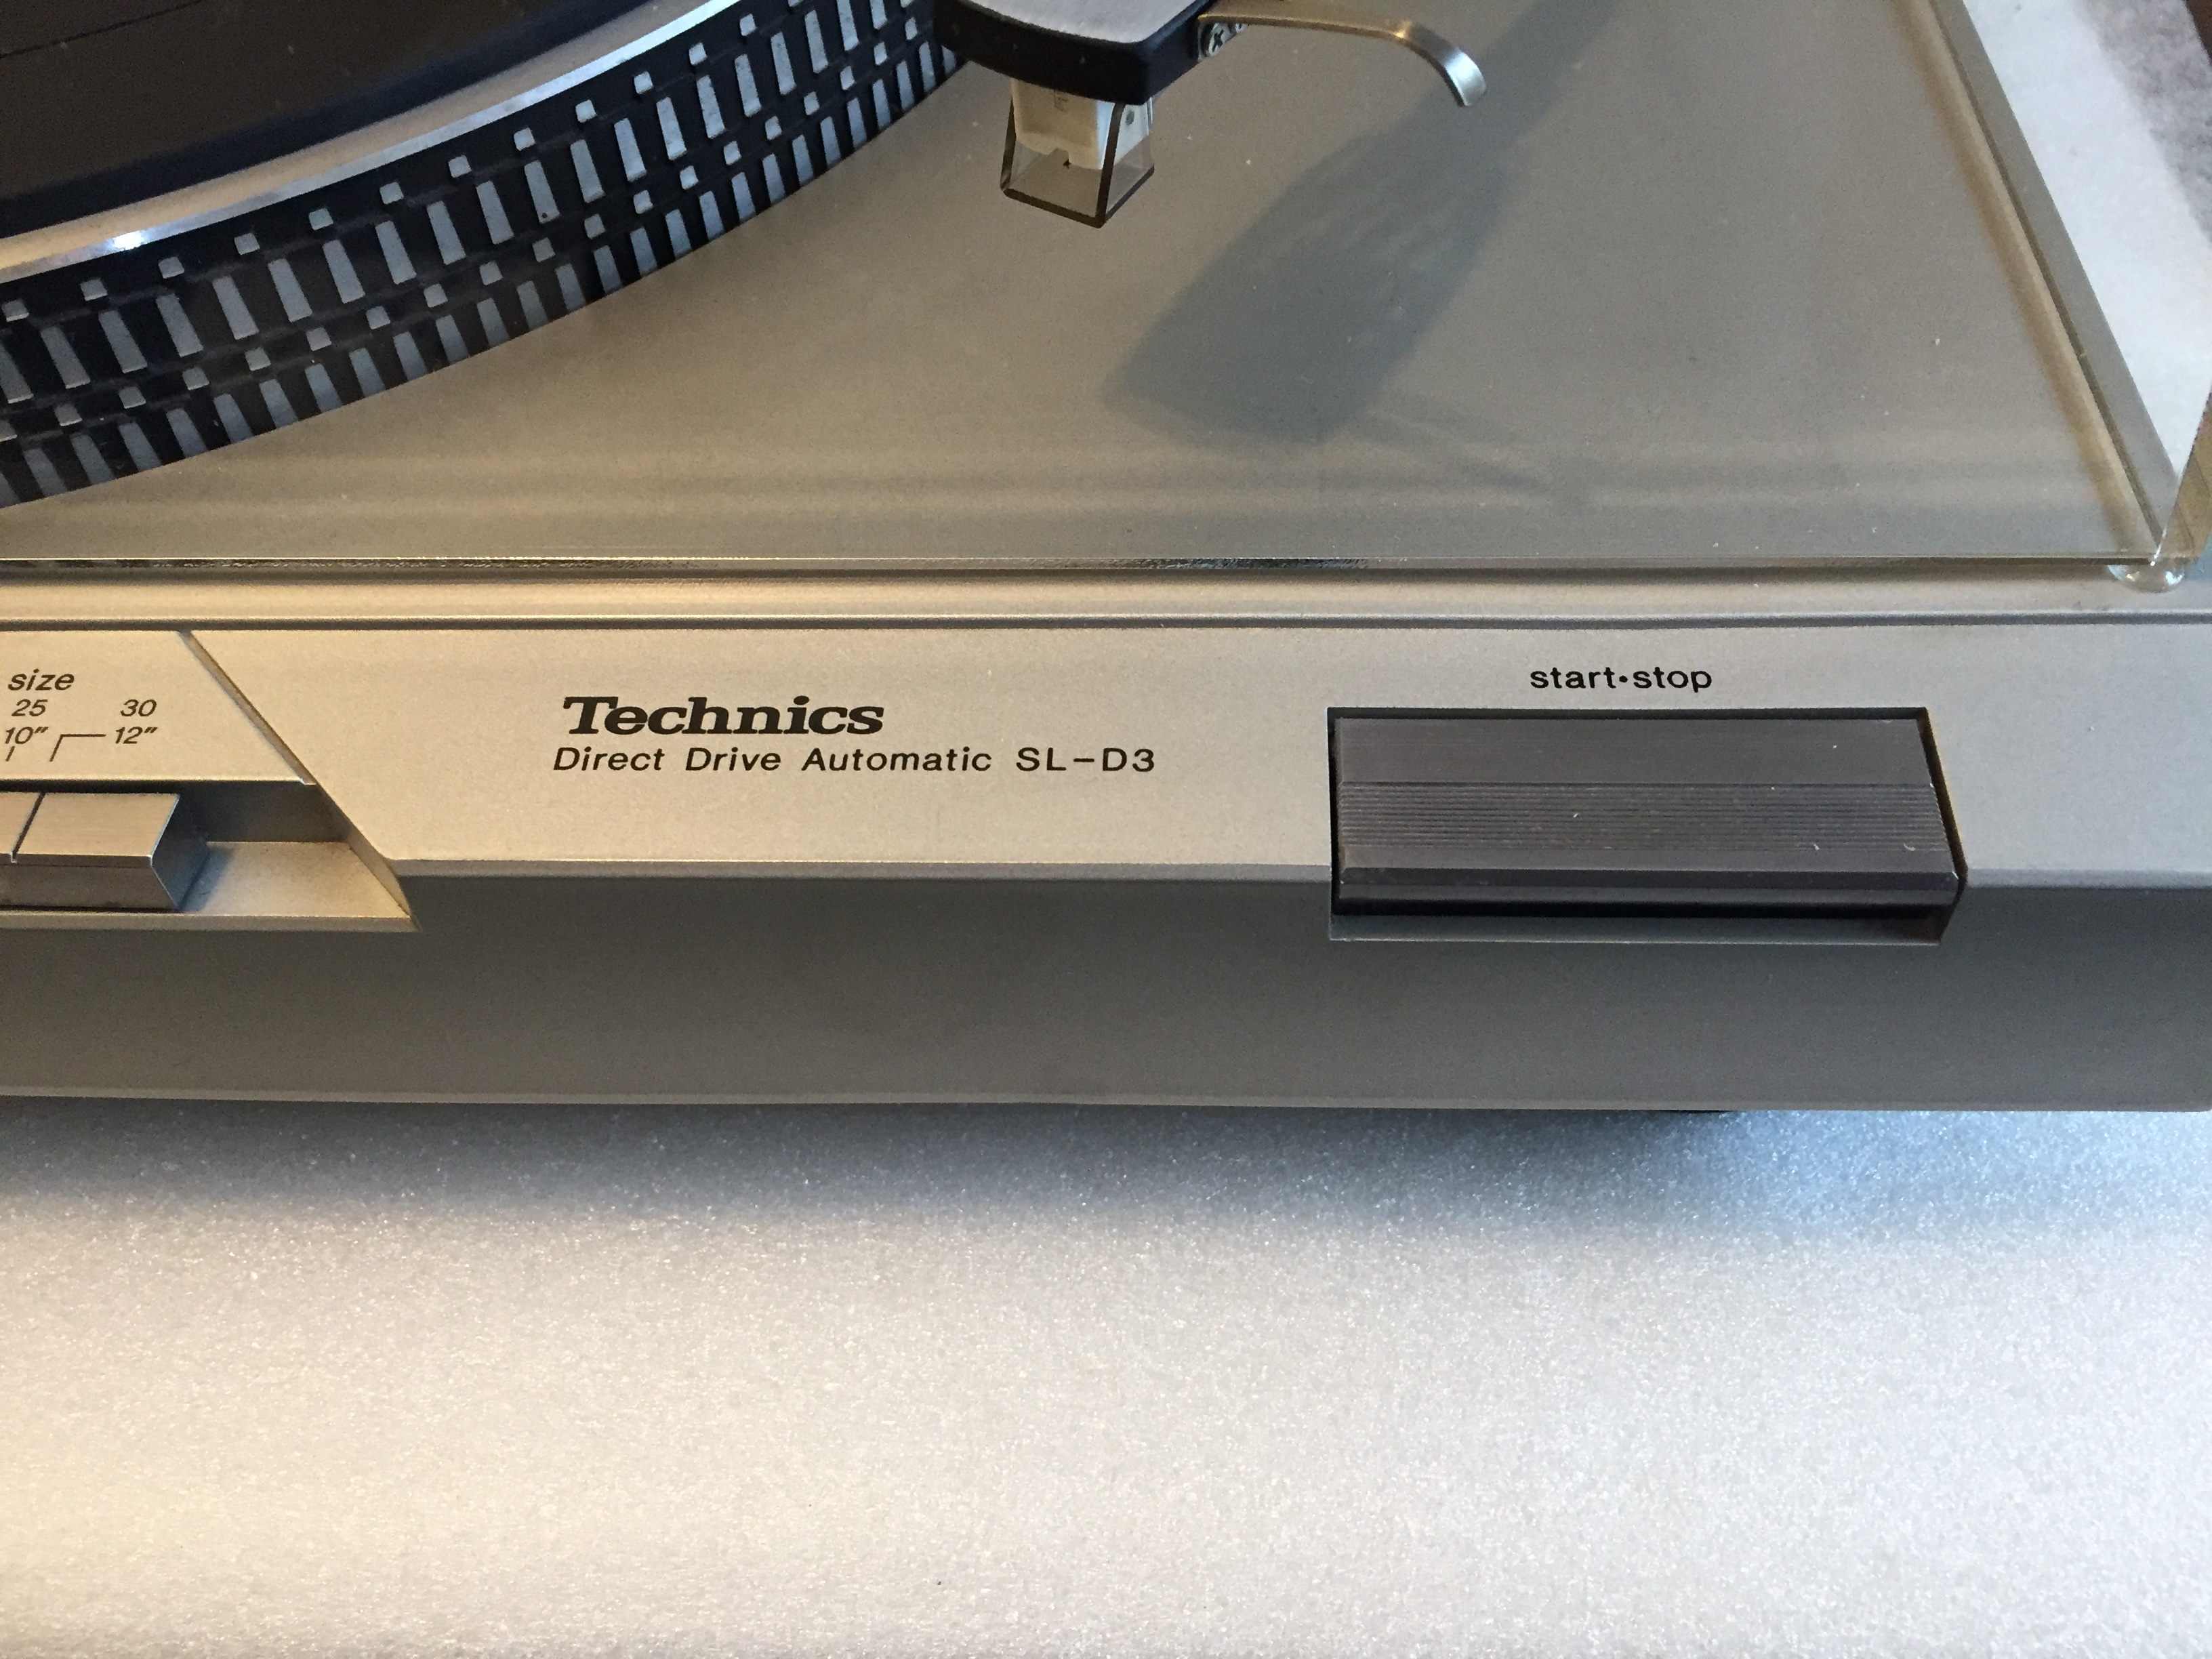 size
25 30
10″ 12″
Technics
Direct Drive Automatic SL-D3
start•stop